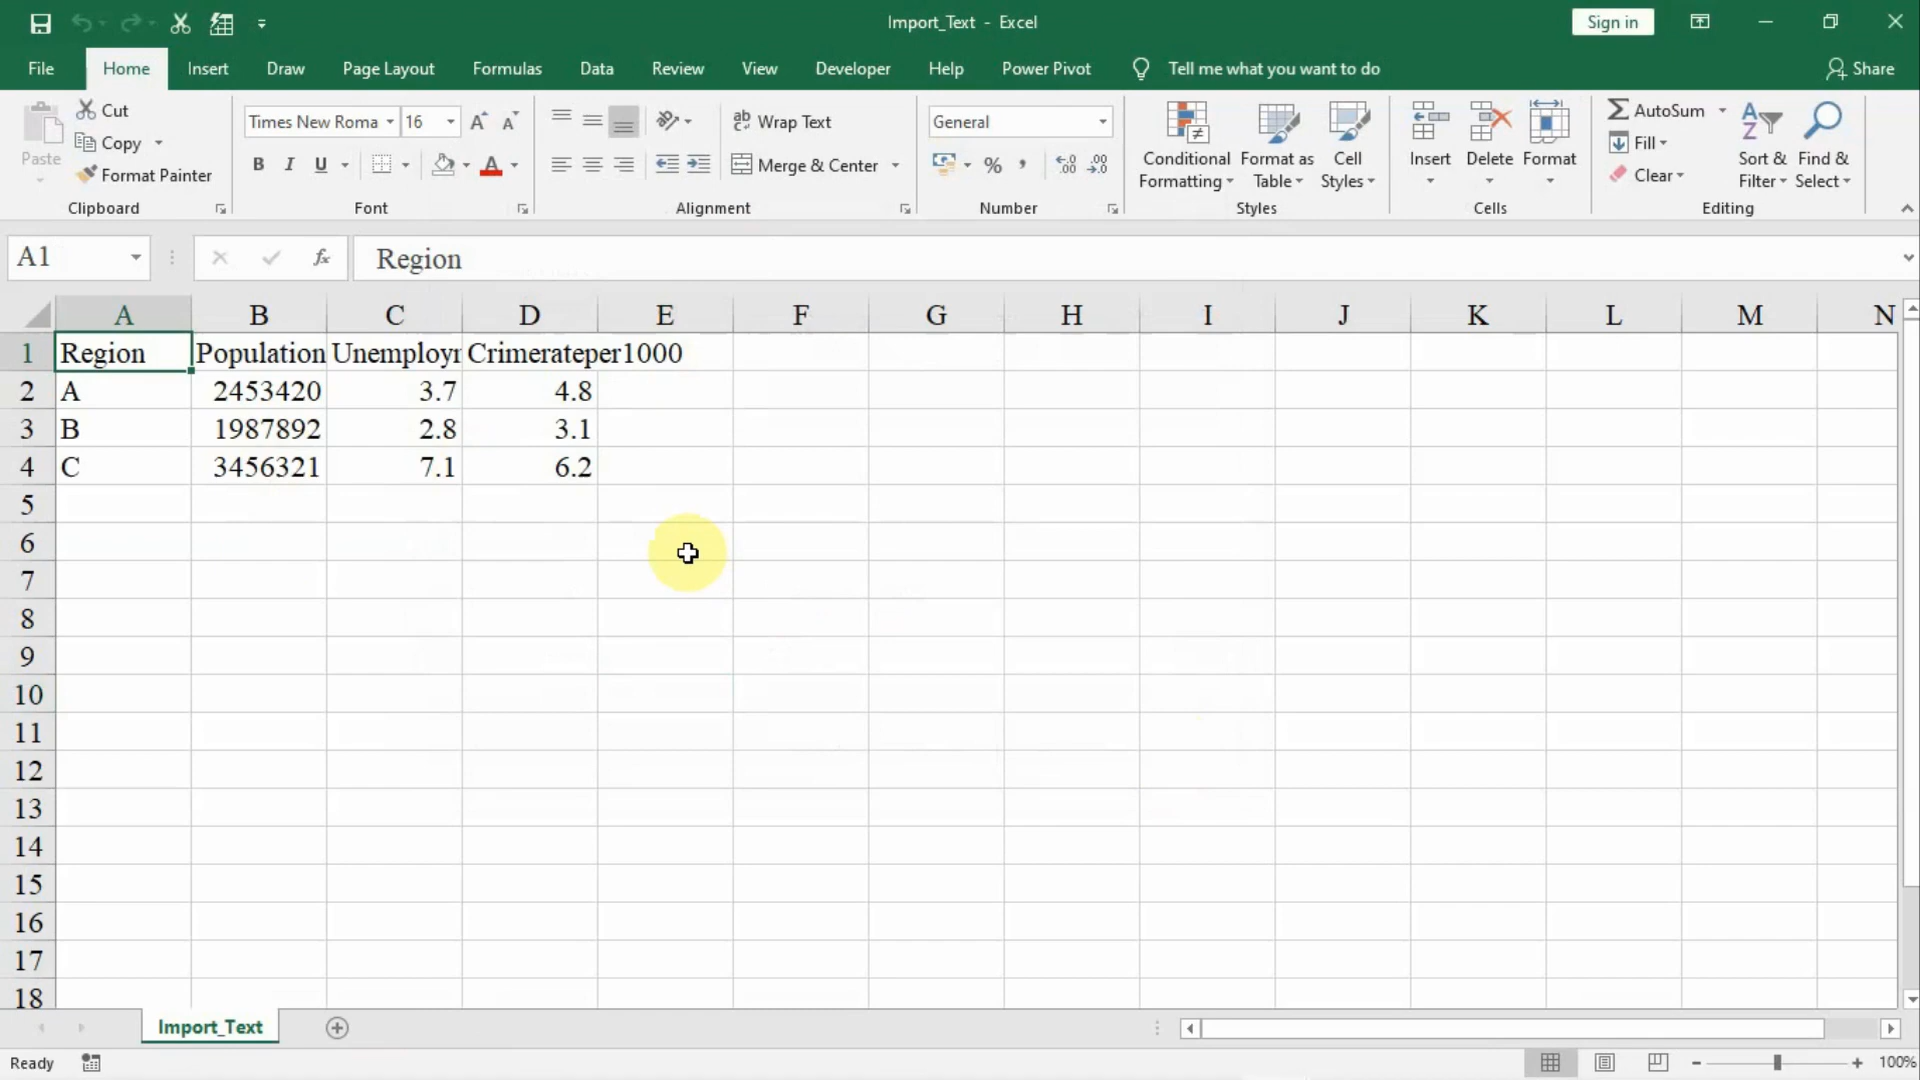 Import_Text - Excel
Sign in
File Home Insert Draw Page Layout Formulas Data Review View Developer Help Power Pivot Tell me what you want to do Share
Paste
Cut
Copy
Format Painter
Clipboard
Times New Roma 16
B I U
Font
Wrap Text
Merge & Center
Alignment
General
% ,
Number
Conditional Formatting
Format as Table
Cell Styles
Styles
Insert Delete Format
Cells
AutoSum
Fill
Clear
Sort & Filter
Find & Select
Editing
A1 fx Region
A B C D E F G H I J K L M N
1 Region Population Unemployr Crimerateper1000
2 A 2453420 3.7 4.8
3 B 1987892 2.8 3.1
4 C 3456321 7.1 6.2
5
6
7
8
9
10
11
12
13
14
15
16
17
18
Import_Text
Ready 100%